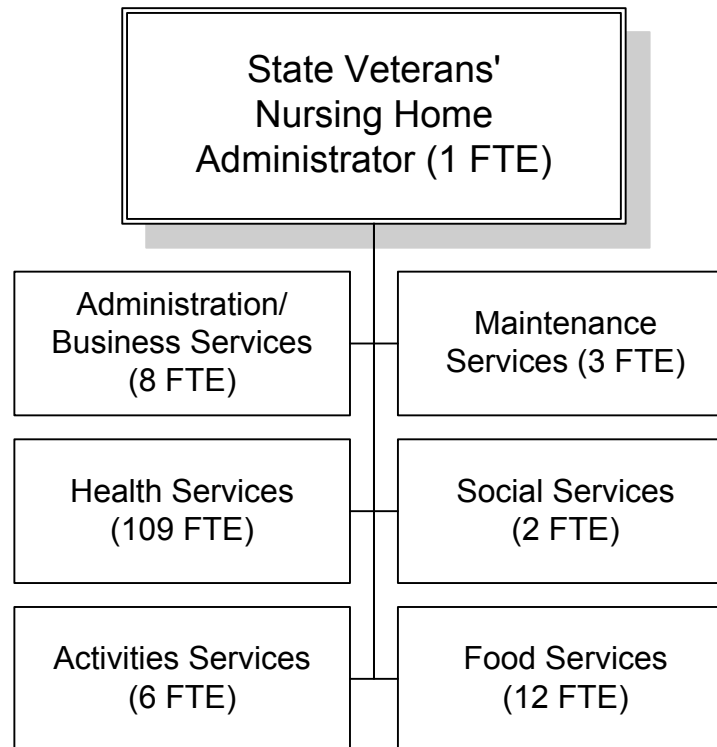 State Veterans'
Nursing Home
Administrator (1 FTE)
Administration/
Business Services
(8 FTE)
Maintenance
Services (3 FTE)
Health Services
(109 FTE)
Social Services
(2 FTE)
Activities Services
(6 FTE)
Food Services
(12 FTE)